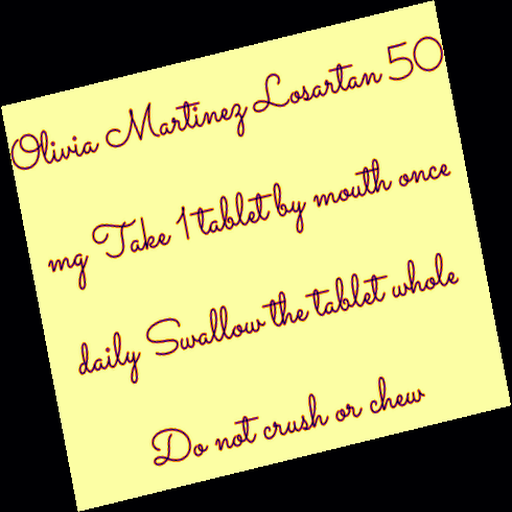 Olivia Martinez Losartan 50
mg Take 1 tablet by mouth once
daily Swallow the tablet whole
Do not crush or chew